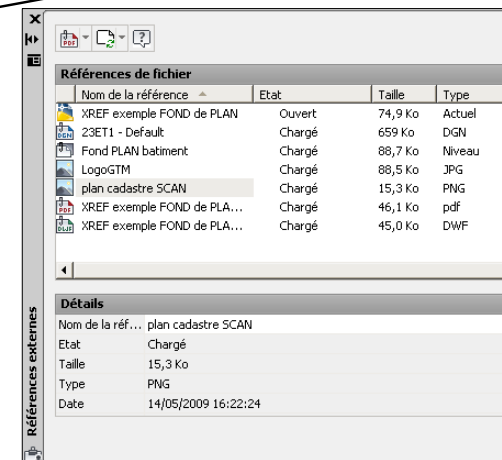 Références de fichier
Nom de la référence Etat Taille Type
XREF exemple FOND de PLAN Ouvert 74,9 Ko Actuel
23ET1 - Default Chargé 659 Ko DGN
Fond PLAN batiment Chargé 88,7 Ko Niveau
LogoGTM Chargé 88,5 Ko JPG
plan cadastre SCAN Chargé 15,3 Ko PNG
XREF exemple FOND de PLA... Chargé 46,1 Ko pdf
XREF exemple FOND de PLA... Chargé 45,0 Ko DWF
Détails
Nom de la réf... plan cadastre SCAN
Etat Chargé
Taille 15,3 Ko
Type PNG
Date 14/05/2009 16:22:24
Références externes